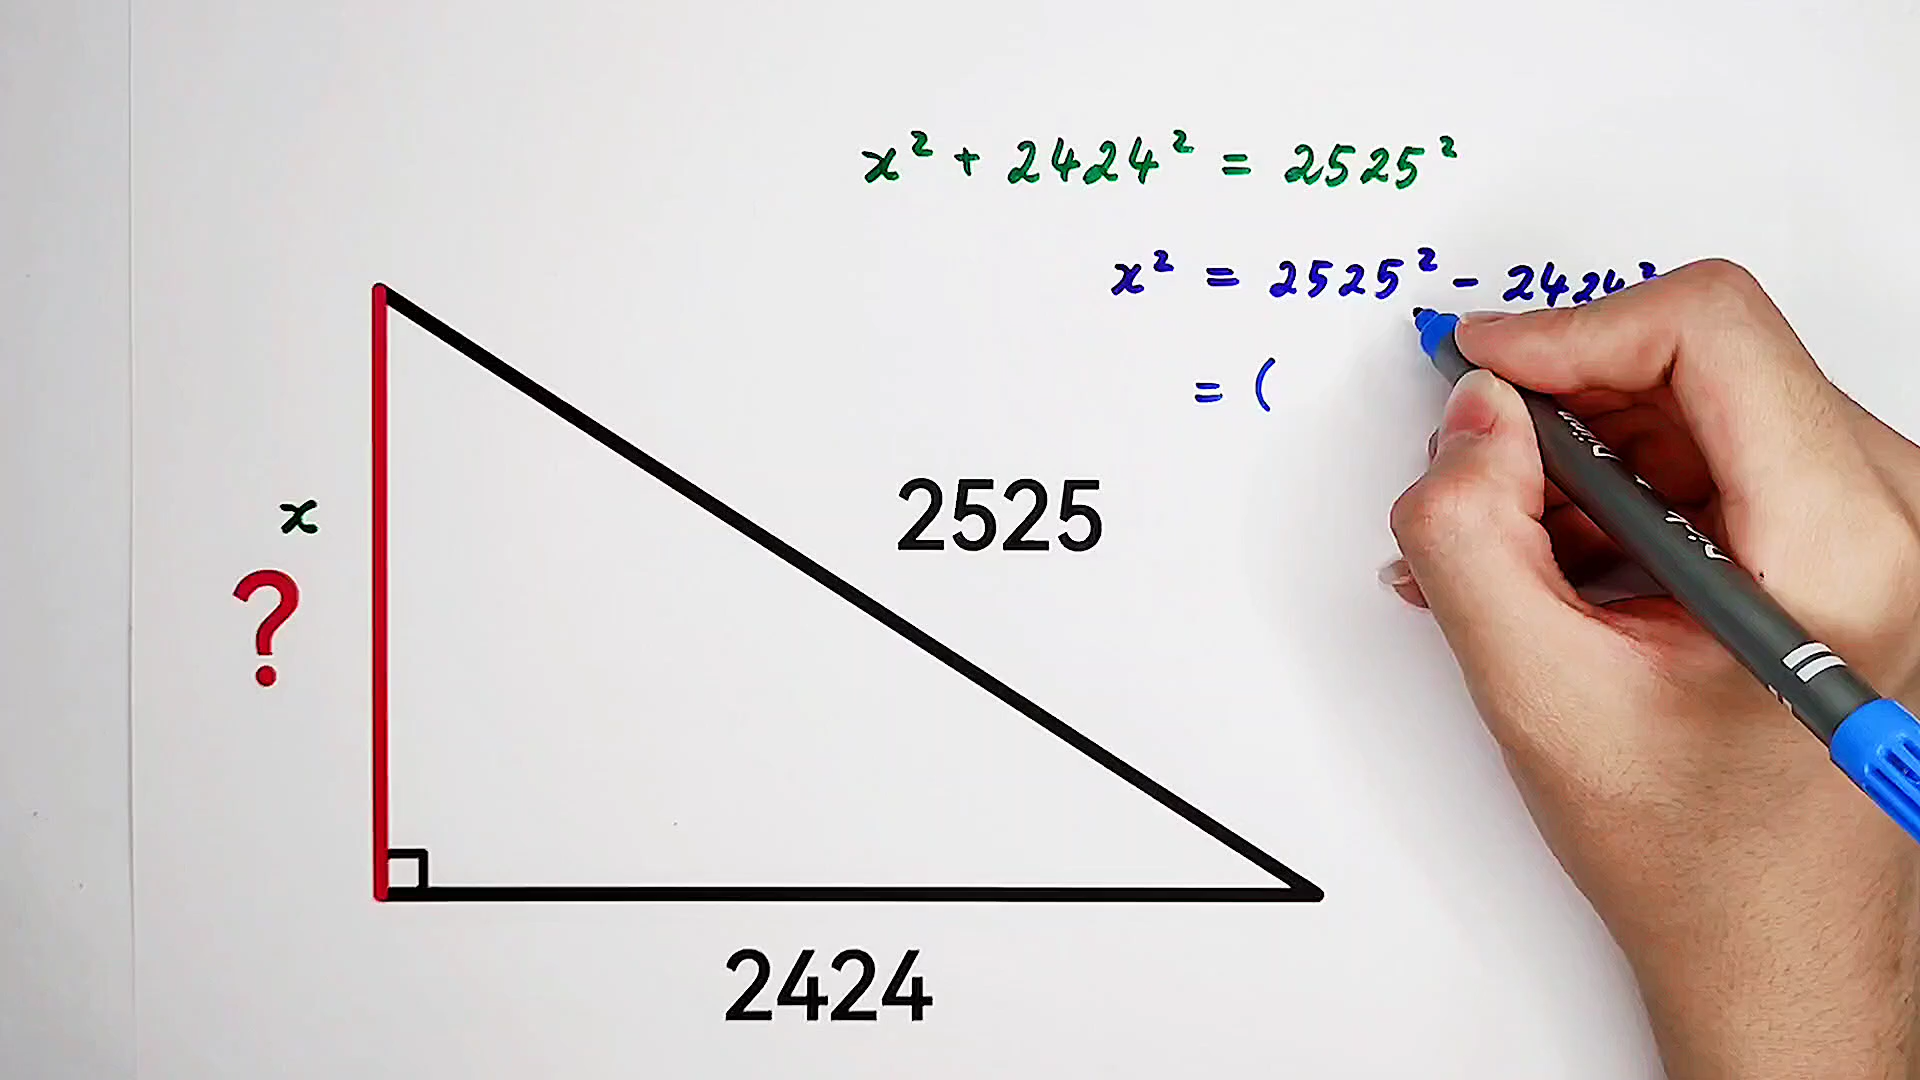 x² + 2424² = 2525²
x² = 2525² - 2424²
= (
x
?
2525
2424